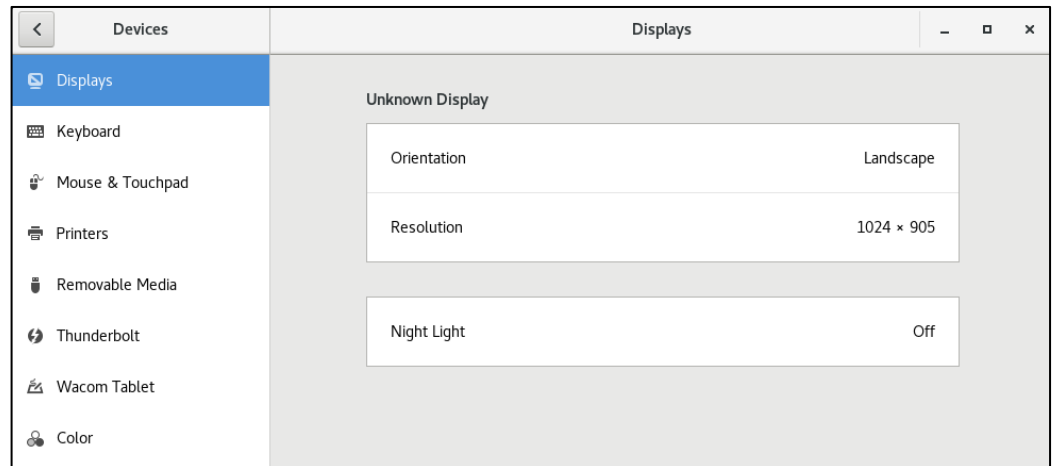 Devices
Displays
Displays
Keyboard
Mouse & Touchpad
Printers
Removable Media
Thunderbolt
Wacom Tablet
Color
Unknown Display
Orientation Landscape
Resolution 1024 × 905
Night Light Off